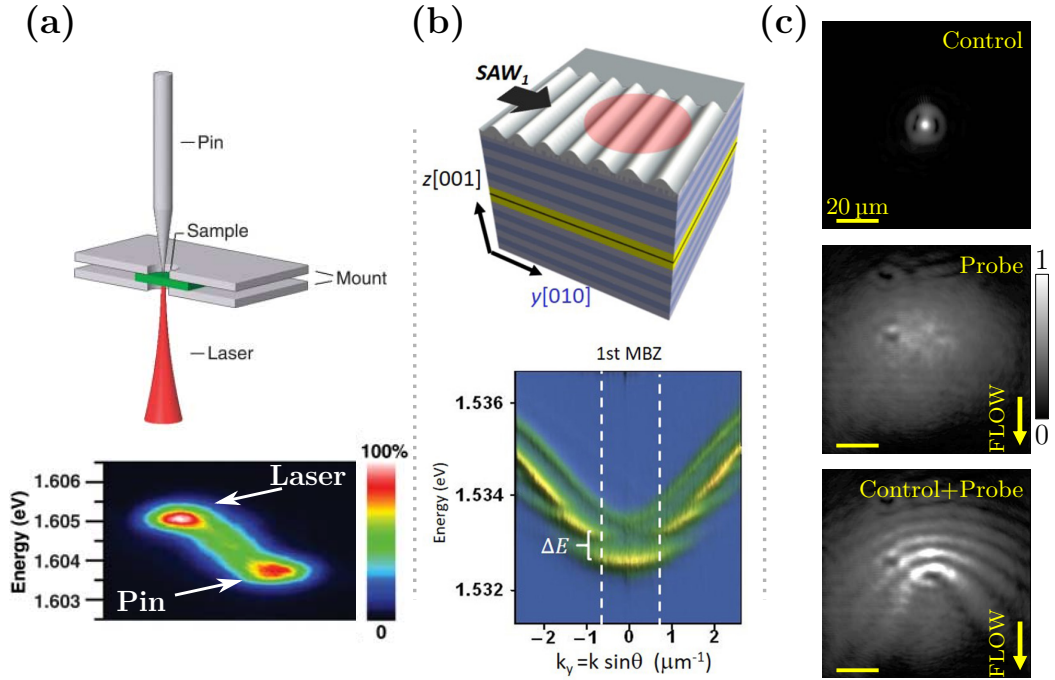 (a)
Pin
Sample
Mount
Laser
Energy (eV)
1.606
1.605
1.604
1.603
Laser
Pin
100%
0
(b)
SAW1
z[001]
y[010]
1st MBZ
Energy (eV)
1.536
1.534
1.532
ΔE
−2 −1 0 1 2
ky =k sinθ (μm-1)
(c)
Control
20 μm
Probe
FLOW
1
0
Control+Probe
FLOW